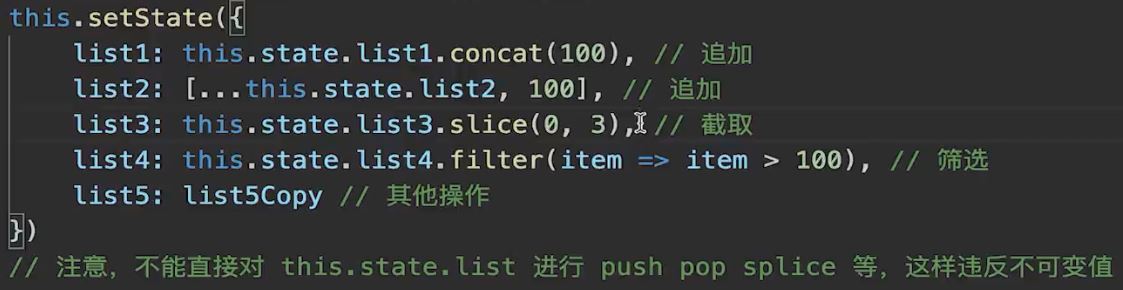 this.setState({
    list1: this.state.list1.concat(100), // 追加
    list2: [...this.state.list2, 100], // 追加
    list3: this.state.list3.slice(0, 3), // 截取
    list4: this.state.list4.filter(item => item > 100), // 筛选
    list5: list5Copy // 其他操作
})
// 注意，不能直接对 this.state.list 进行 push pop splice 等，这样违反不可变值